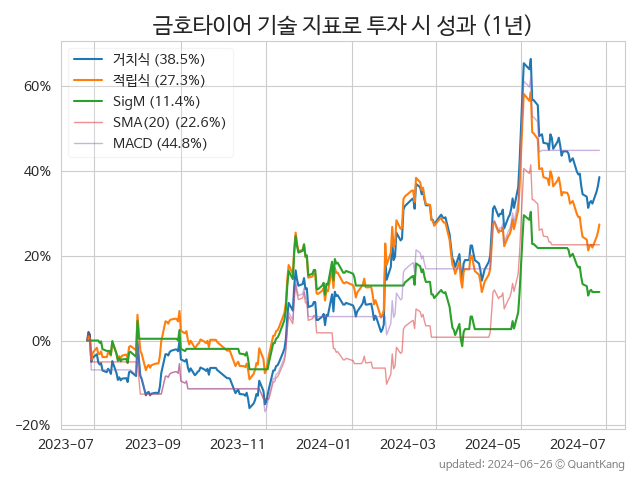 금호타이어 기술 지표로 투자 시 성과 (1년)
거치식 (38.5%)
적립식 (27.3%)
SigM (11.4%)
SMA(20) (22.6%)
MACD (44.8%)
60%
40%
20%
0%
−20%
2023-07
2023-09
2023-11
2024-01
2024-03
2024-05
2024-07
updated: 2024-06-26 © QuantKang